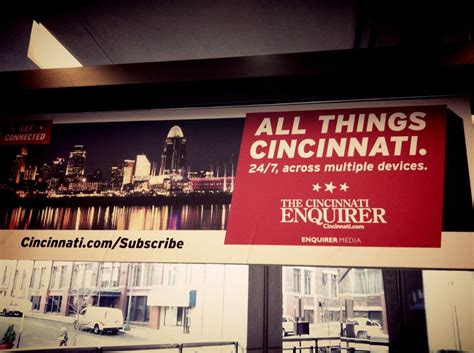 GET
CONNECTED
ALL THINGS
CINCINNATI.
24/7, across multiple devices.
THE CINCINNATI
ENQUIRER
Cincinnati.com
ENQUIRER MEDIA
Cincinnati.com/Subscribe